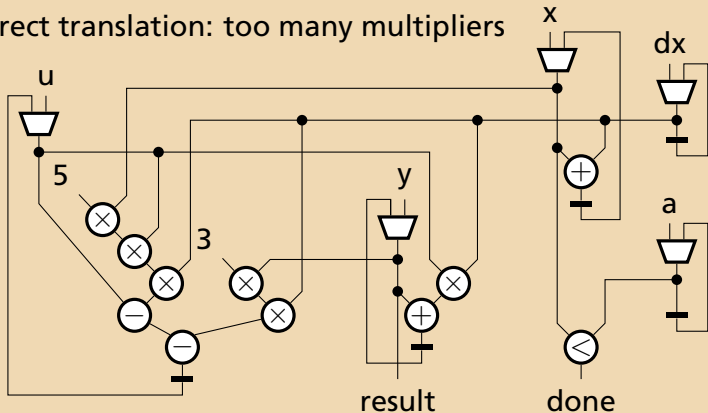 rect translation: too many multipliers
x
dx
u
5
y
3
a
×
×
×
×
×
×
+
+
−
−
<
result
done